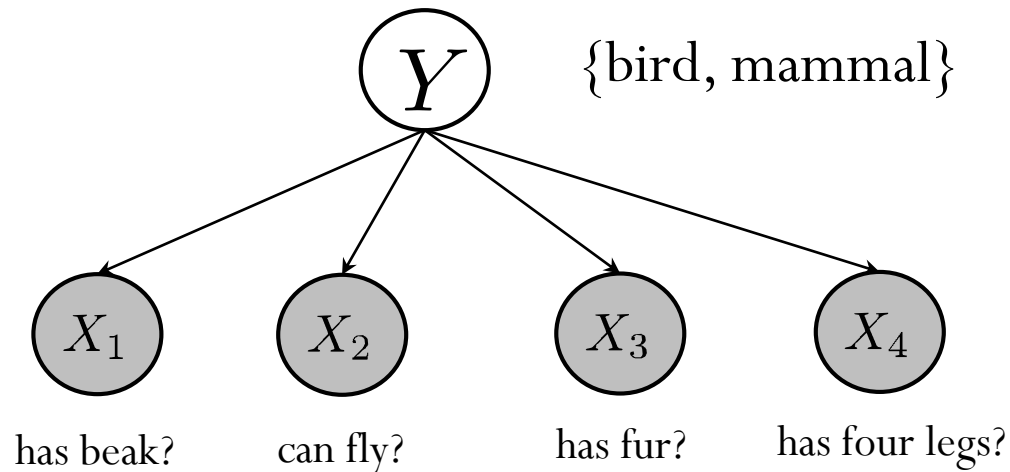 Y
{bird, mammal}
X₁ X₂ X₃ X₄
has beak? can fly? has fur? has four legs?